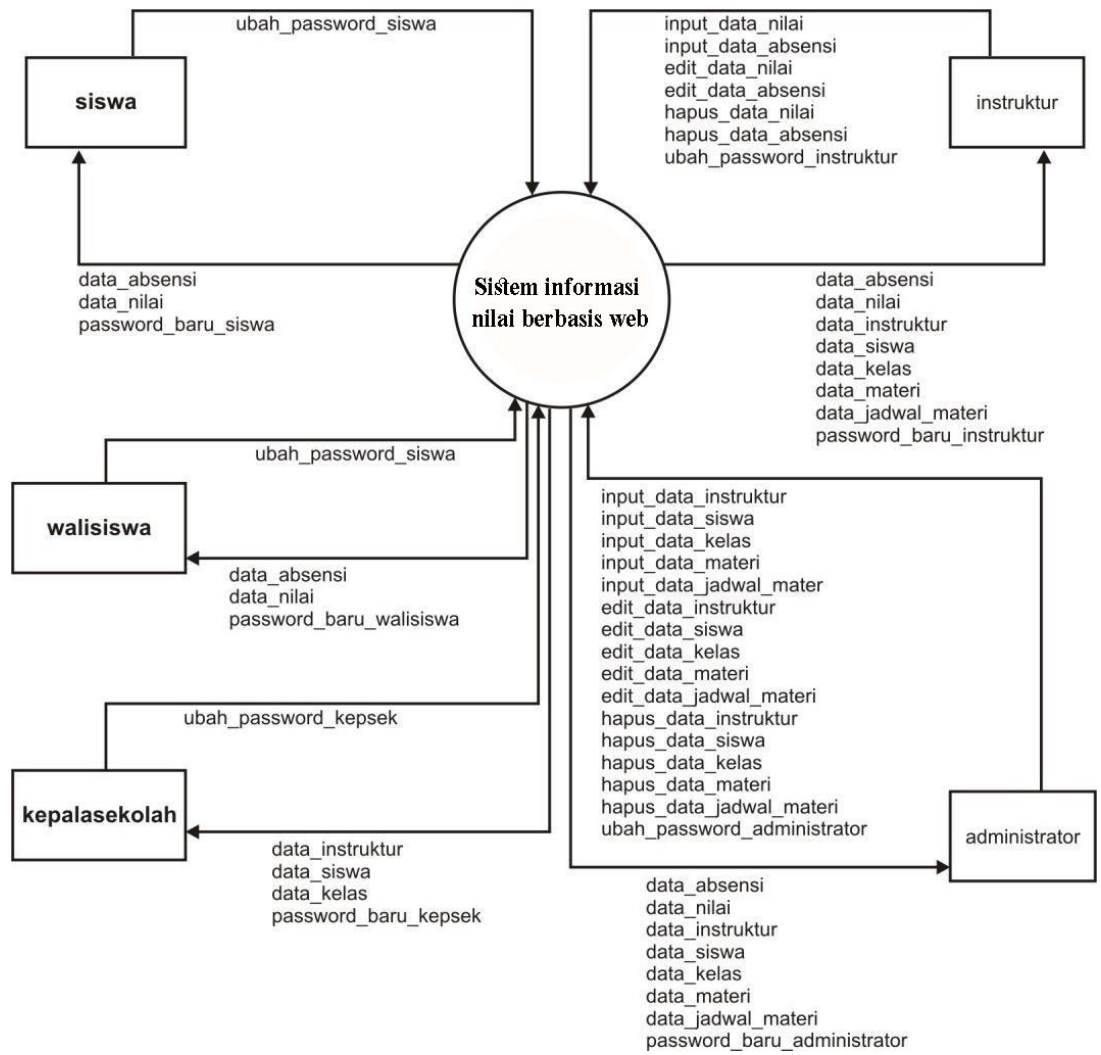 ubah_password_siswa
siswa
data_absensi
data_nilai
password_baru_siswa
input_data_nilai
input_data_absensi
edit_data_nilai
edit_data_absensi
hapus_data_nilai
hapus_data_absensi
ubah_password_instruktur
instruktur
Sistem informasi
nilai berbasis web
data_absensi
data_nilai
data_instruktur
data_siswa
data_kelas
data_materi
data_jadwal_materi
password_baru_instruktur
ubah_password_siswa
walisiswa
data_absensi
data_nilai
password_baru_walisiswa
ubah_password_kepsek
kepalasekolah
data_instruktur
data_siswa
data_kelas
password_baru_kepsek
input_data_instruktur
input_data_siswa
input_data_kelas
input_data_materi
input_data_jadwal_mater
edit_data_instruktur
edit_data_siswa
edit_data_kelas
edit_data_materi
edit_data_jadwal_materi
hapus_data_instruktur
hapus_data_siswa
hapus_data_kelas
hapus_data_materi
hapus_data_jadwal_materi
ubah_password_administrator
administrator
data_absensi
data_nilai
data_instruktur
data_siswa
data_kelas
data_materi
data_jadwal_materi
password_baru_administrator